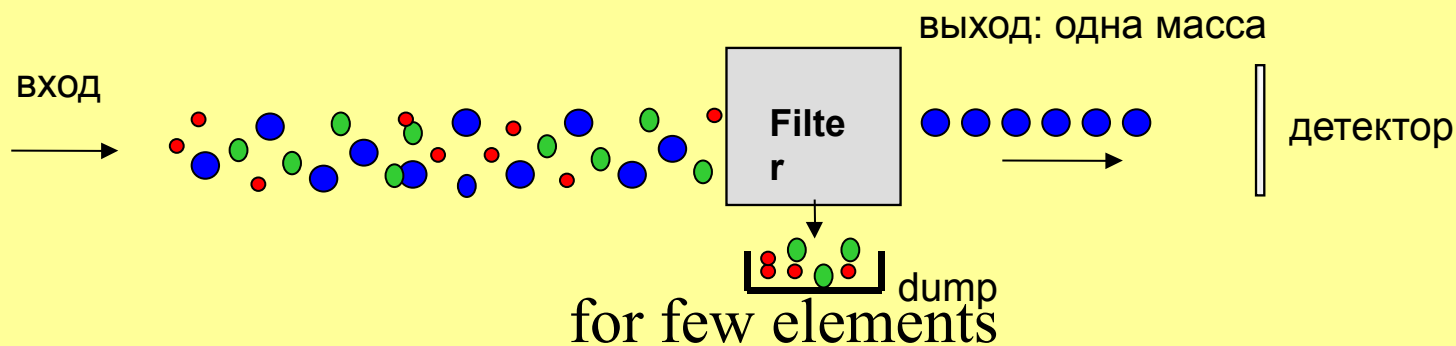 выход: одна масса
вход
Filte
r
детектор
dump
for few elements